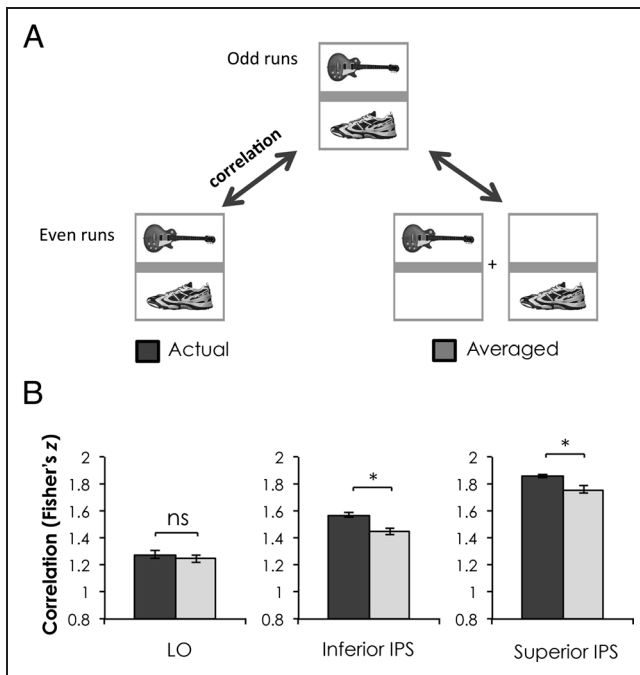 A
Odd runs
correlation
Even runs
+
Actual
Averaged
B
Correlation (Fisher's z)
2
1.8
1.6
1.4
1.2
1
0.8
ns
LO
2
1.8
1.6
1.4
1.2
1
0.8
*
Inferior IPS
2
1.8
1.6
1.4
1.2
1
0.8
*
Superior IPS